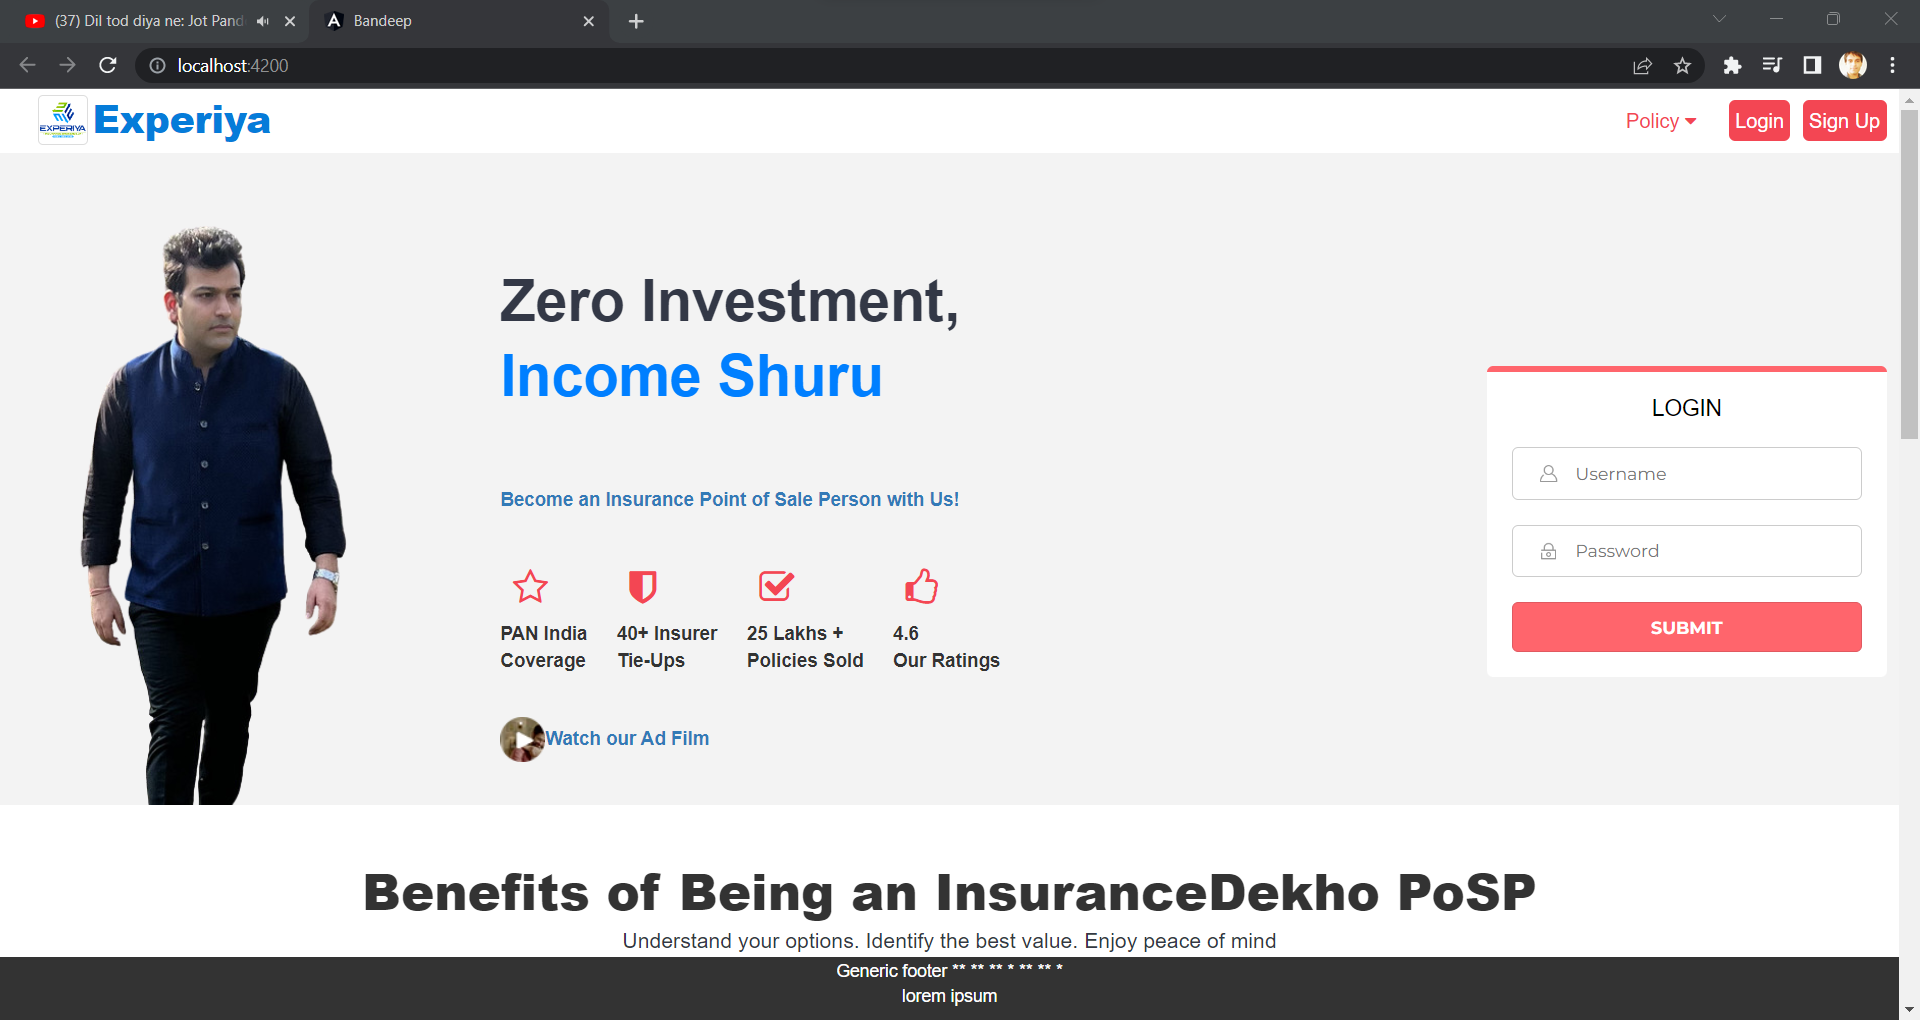 (37) Dil tod diya ne: Jot Pand
Bandeep
localhost:4200
EXPERIYA
Experiya
Policy
Login
Sign Up
Zero Investment,
Income Shuru
Become an Insurance Point of Sale Person with Us!
PAN India
Coverage
40+ Insurer
Tie-Ups
25 Lakhs +
Policies Sold
4.6
Our Ratings
Watch our Ad Film
LOGIN
Username
Password
SUBMIT
Benefits of Being an InsuranceDekho PoSP
Understand your options. Identify the best value. Enjoy peace of mind
Generic footer ** ** ** * ** ** *
lorem ipsum